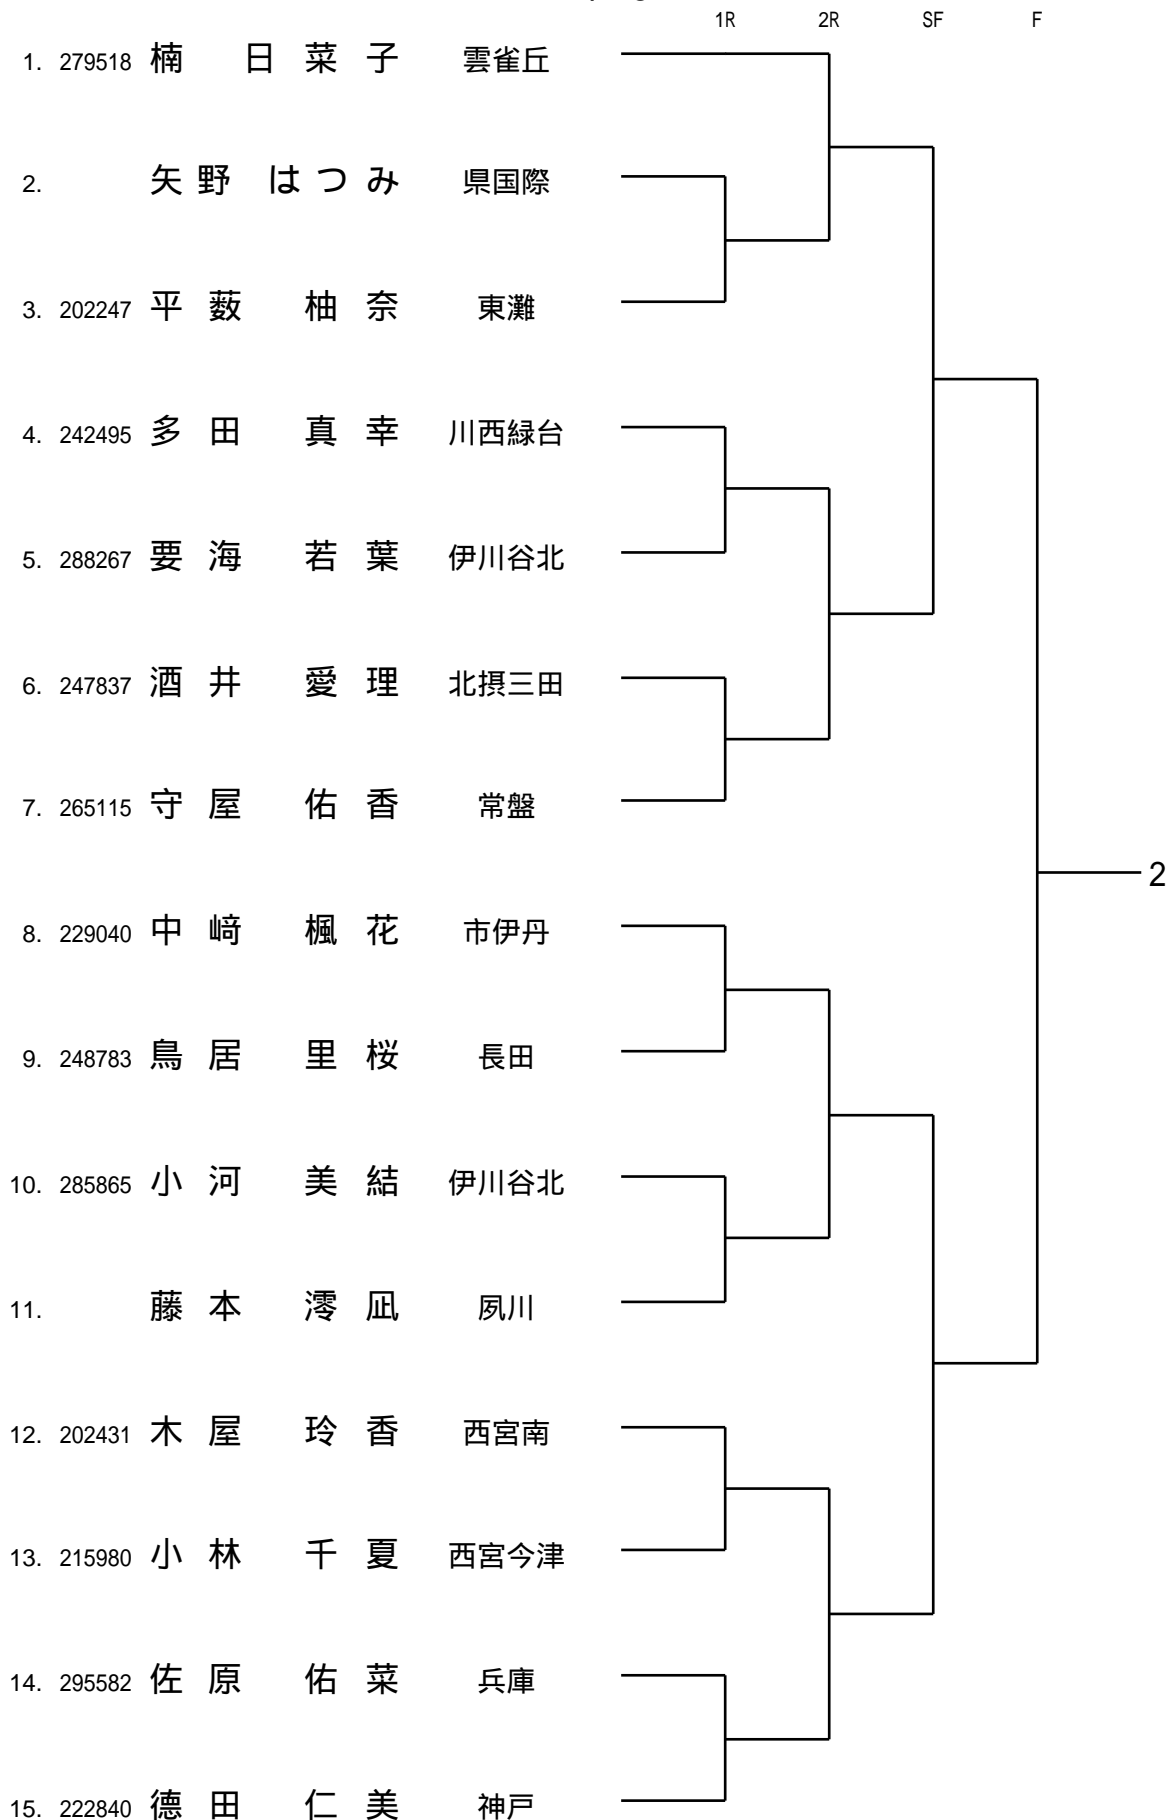 1R 2R SF F
1. 279518 楠 日菜子 雲雀丘
2. 矢野 はつみ 県国際
3. 202247 平薮 柚奈 東灘
4. 242495 多田 真幸 川西緑台
5. 288267 要海 若葉 伊川谷北
6. 247837 酒井 愛理 北摂三田
7. 265115 守屋 佑香 常盤
2
8. 229040 中﨑 楓花 市伊丹
9. 248783 鳥居 里桜 長田
10. 285865 小河 美結 伊川谷北
11. 藤本 澪凪 夙川
12. 202431 木屋 玲香 西宮南
13. 215980 小林 千夏 西宮今津
14. 295582 佐原 佑菜 兵庫
15. 222840 德田 仁美 神戸